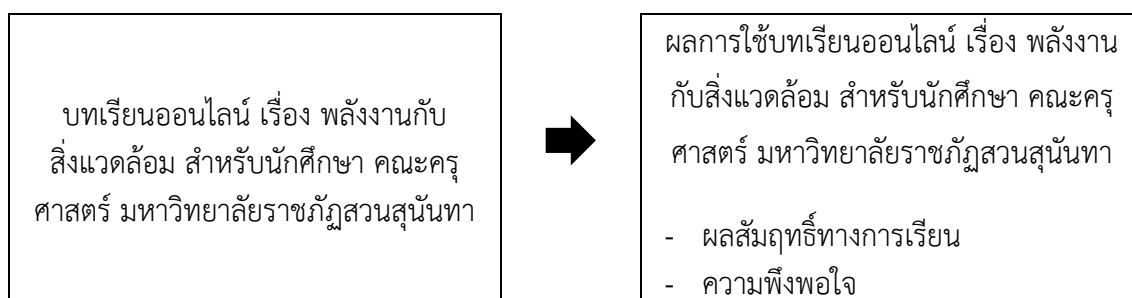 บทเรียนออนไลน์ เรื่อง พลังงานกับ
สิ่งแวดล้อม สำหรับนักศึกษา คณะครุ
ศาสตร์ มหาวิทยาลัยราชภัฏสวนสุนันทา
ผลการใช้บทเรียนออนไลน์ เรื่อง พลังงาน
กับสิ่งแวดล้อม สำหรับนักศึกษา คณะครุ
ศาสตร์ มหาวิทยาลัยราชภัฏสวนสุนันทา
- ผลสัมฤทธิ์ทางการเรียน
- ความพึงพอใจ